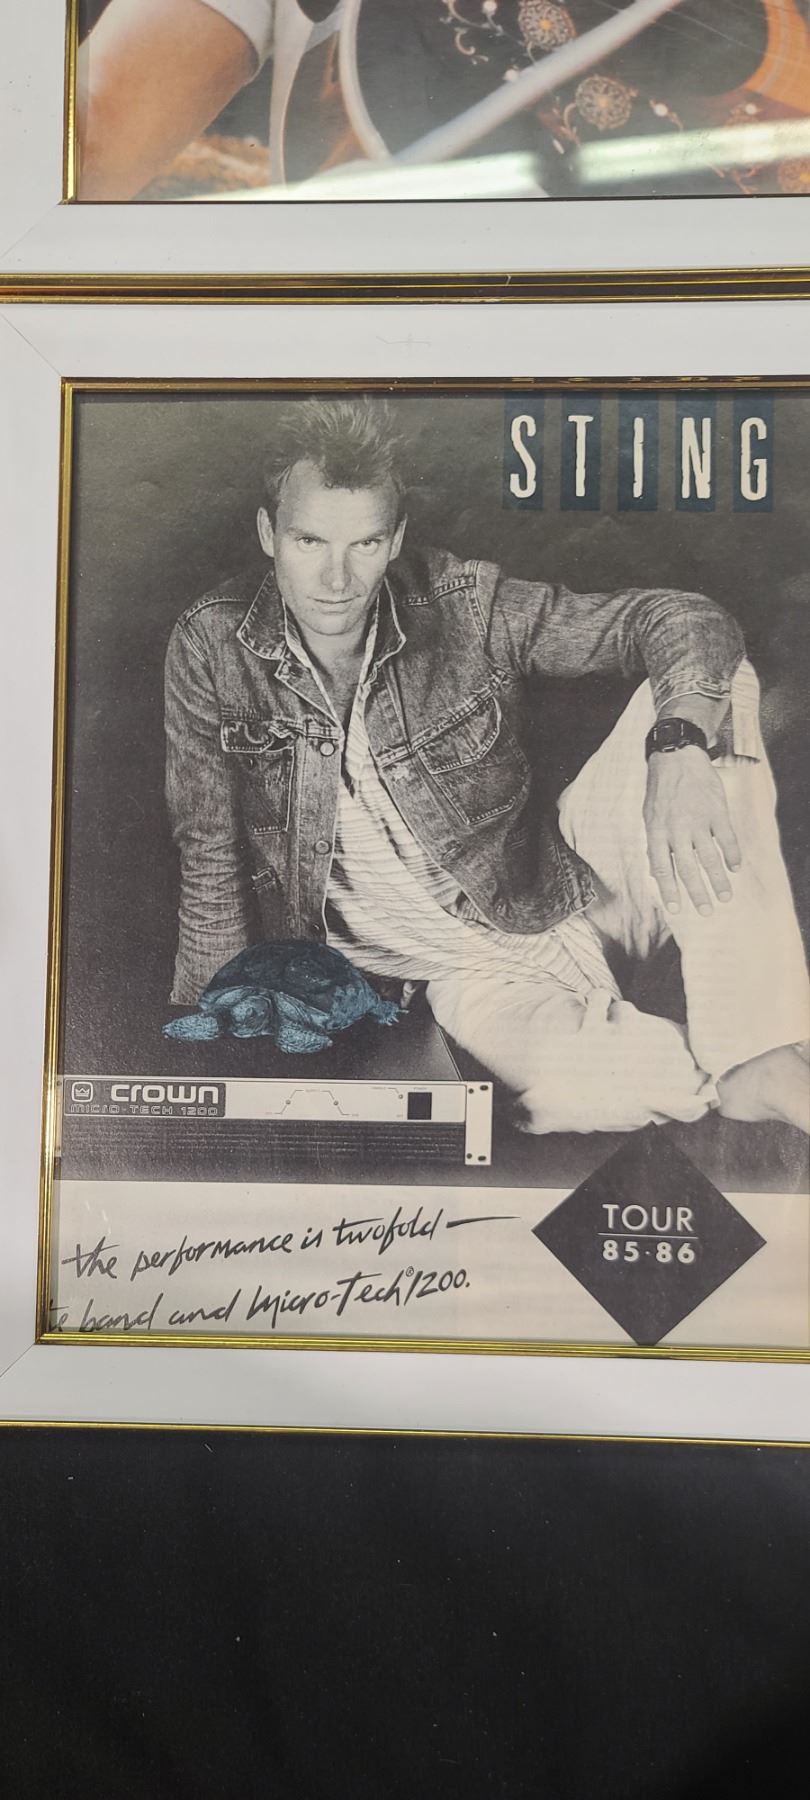 STING
crown
MICRO-TECH 1200
the performance is twofold—
band and Micro-Tech® 1200.
TOUR
85·86